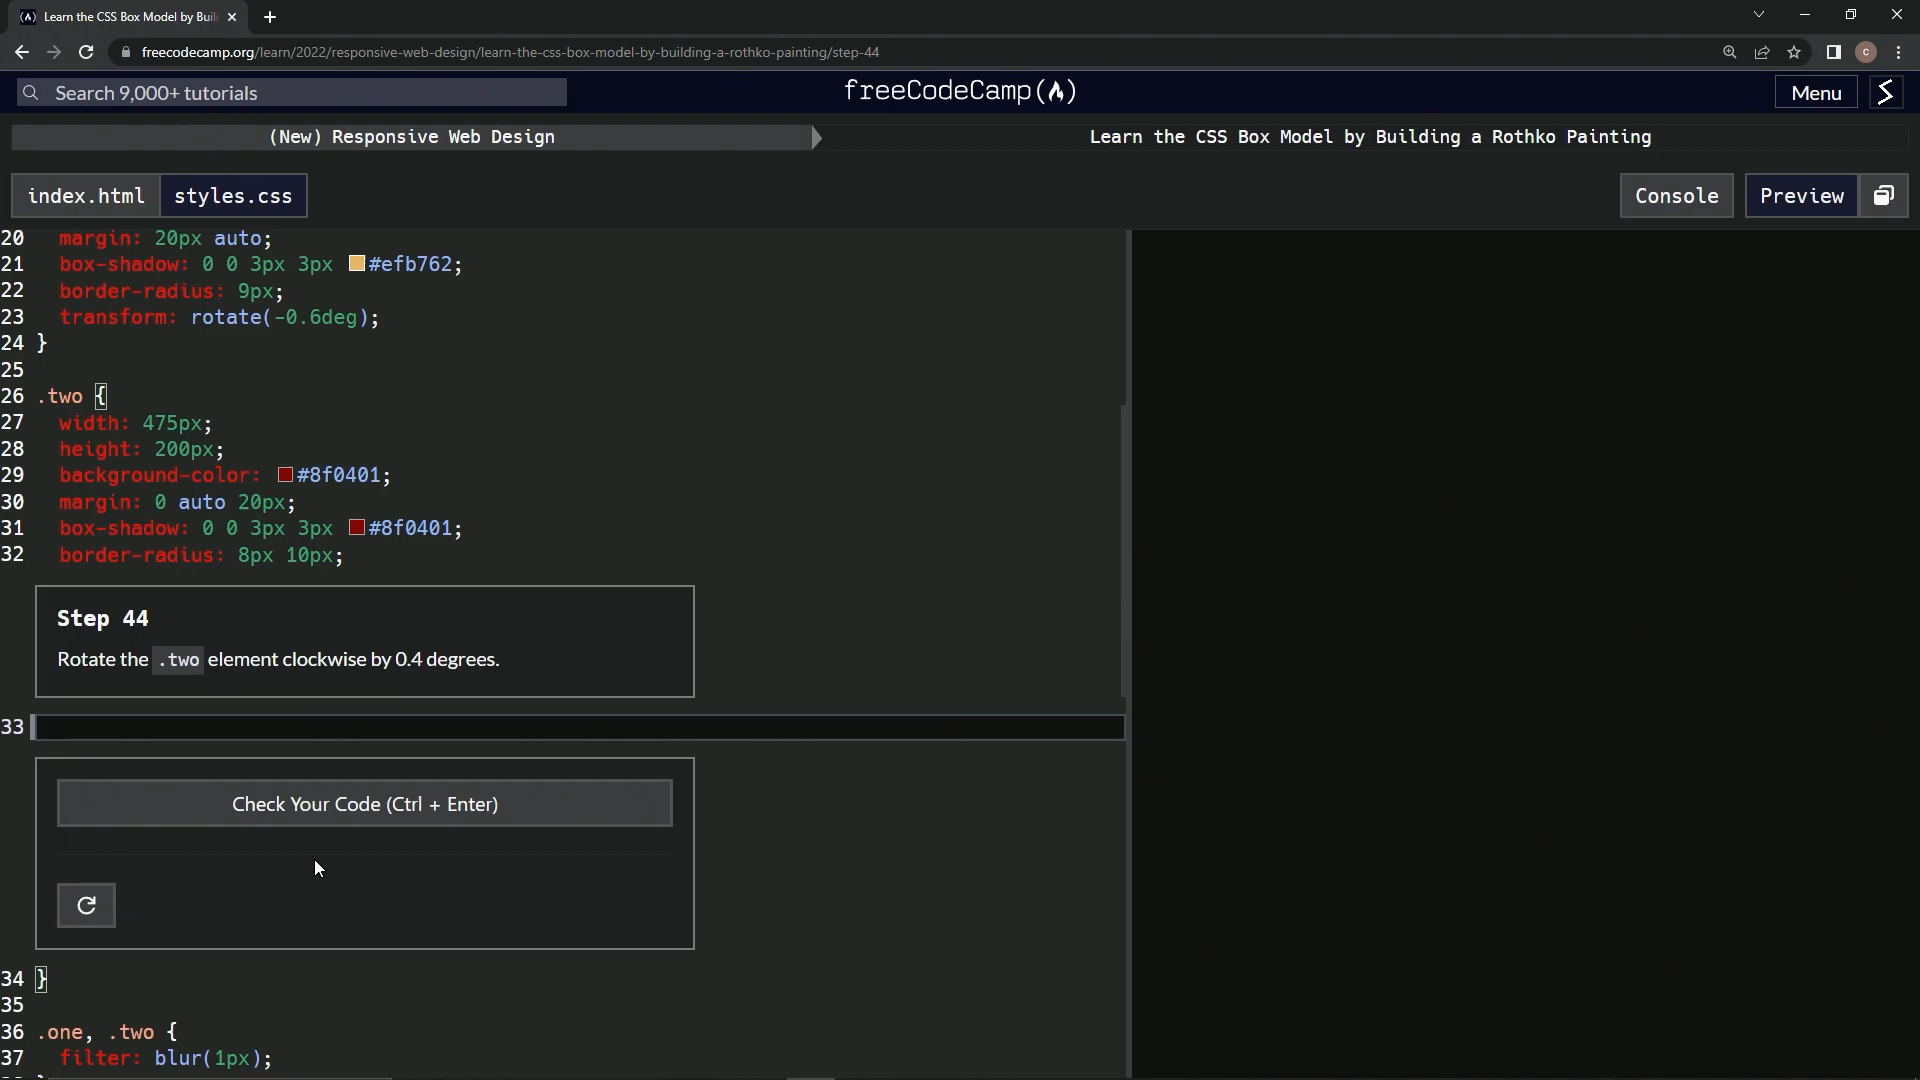 Learn the CSS Box Model by Buil
freecodecamp.org/learn/2022/responsive-web-design/learn-the-css-box-model-by-building-a-rothko-painting/step-44
C
Search 9,000+ tutorials
freeCodeCamp
Menu
(New) Responsive Web Design
Learn the CSS Box Model by Building a Rothko Painting
index.html
styles.css
Console
Preview
20 margin: 20px auto;
21 box-shadow: 0 0 3px 3px #efb762;
22 border-radius: 9px;
23 transform: rotate(-0.6deg);
24 }
25
26 .two {
27 width: 475px;
28 height: 200px;
29 background-color: #8f0401;
30 margin: 0 auto 20px;
31 box-shadow: 0 0 3px 3px #8f0401;
32 border-radius: 8px 10px;
Step 44
Rotate the .two element clockwise by 0.4 degrees.
33
Check Your Code (Ctrl + Enter)
34 }
35
36 .one, .two {
37 filter: blur(1px);